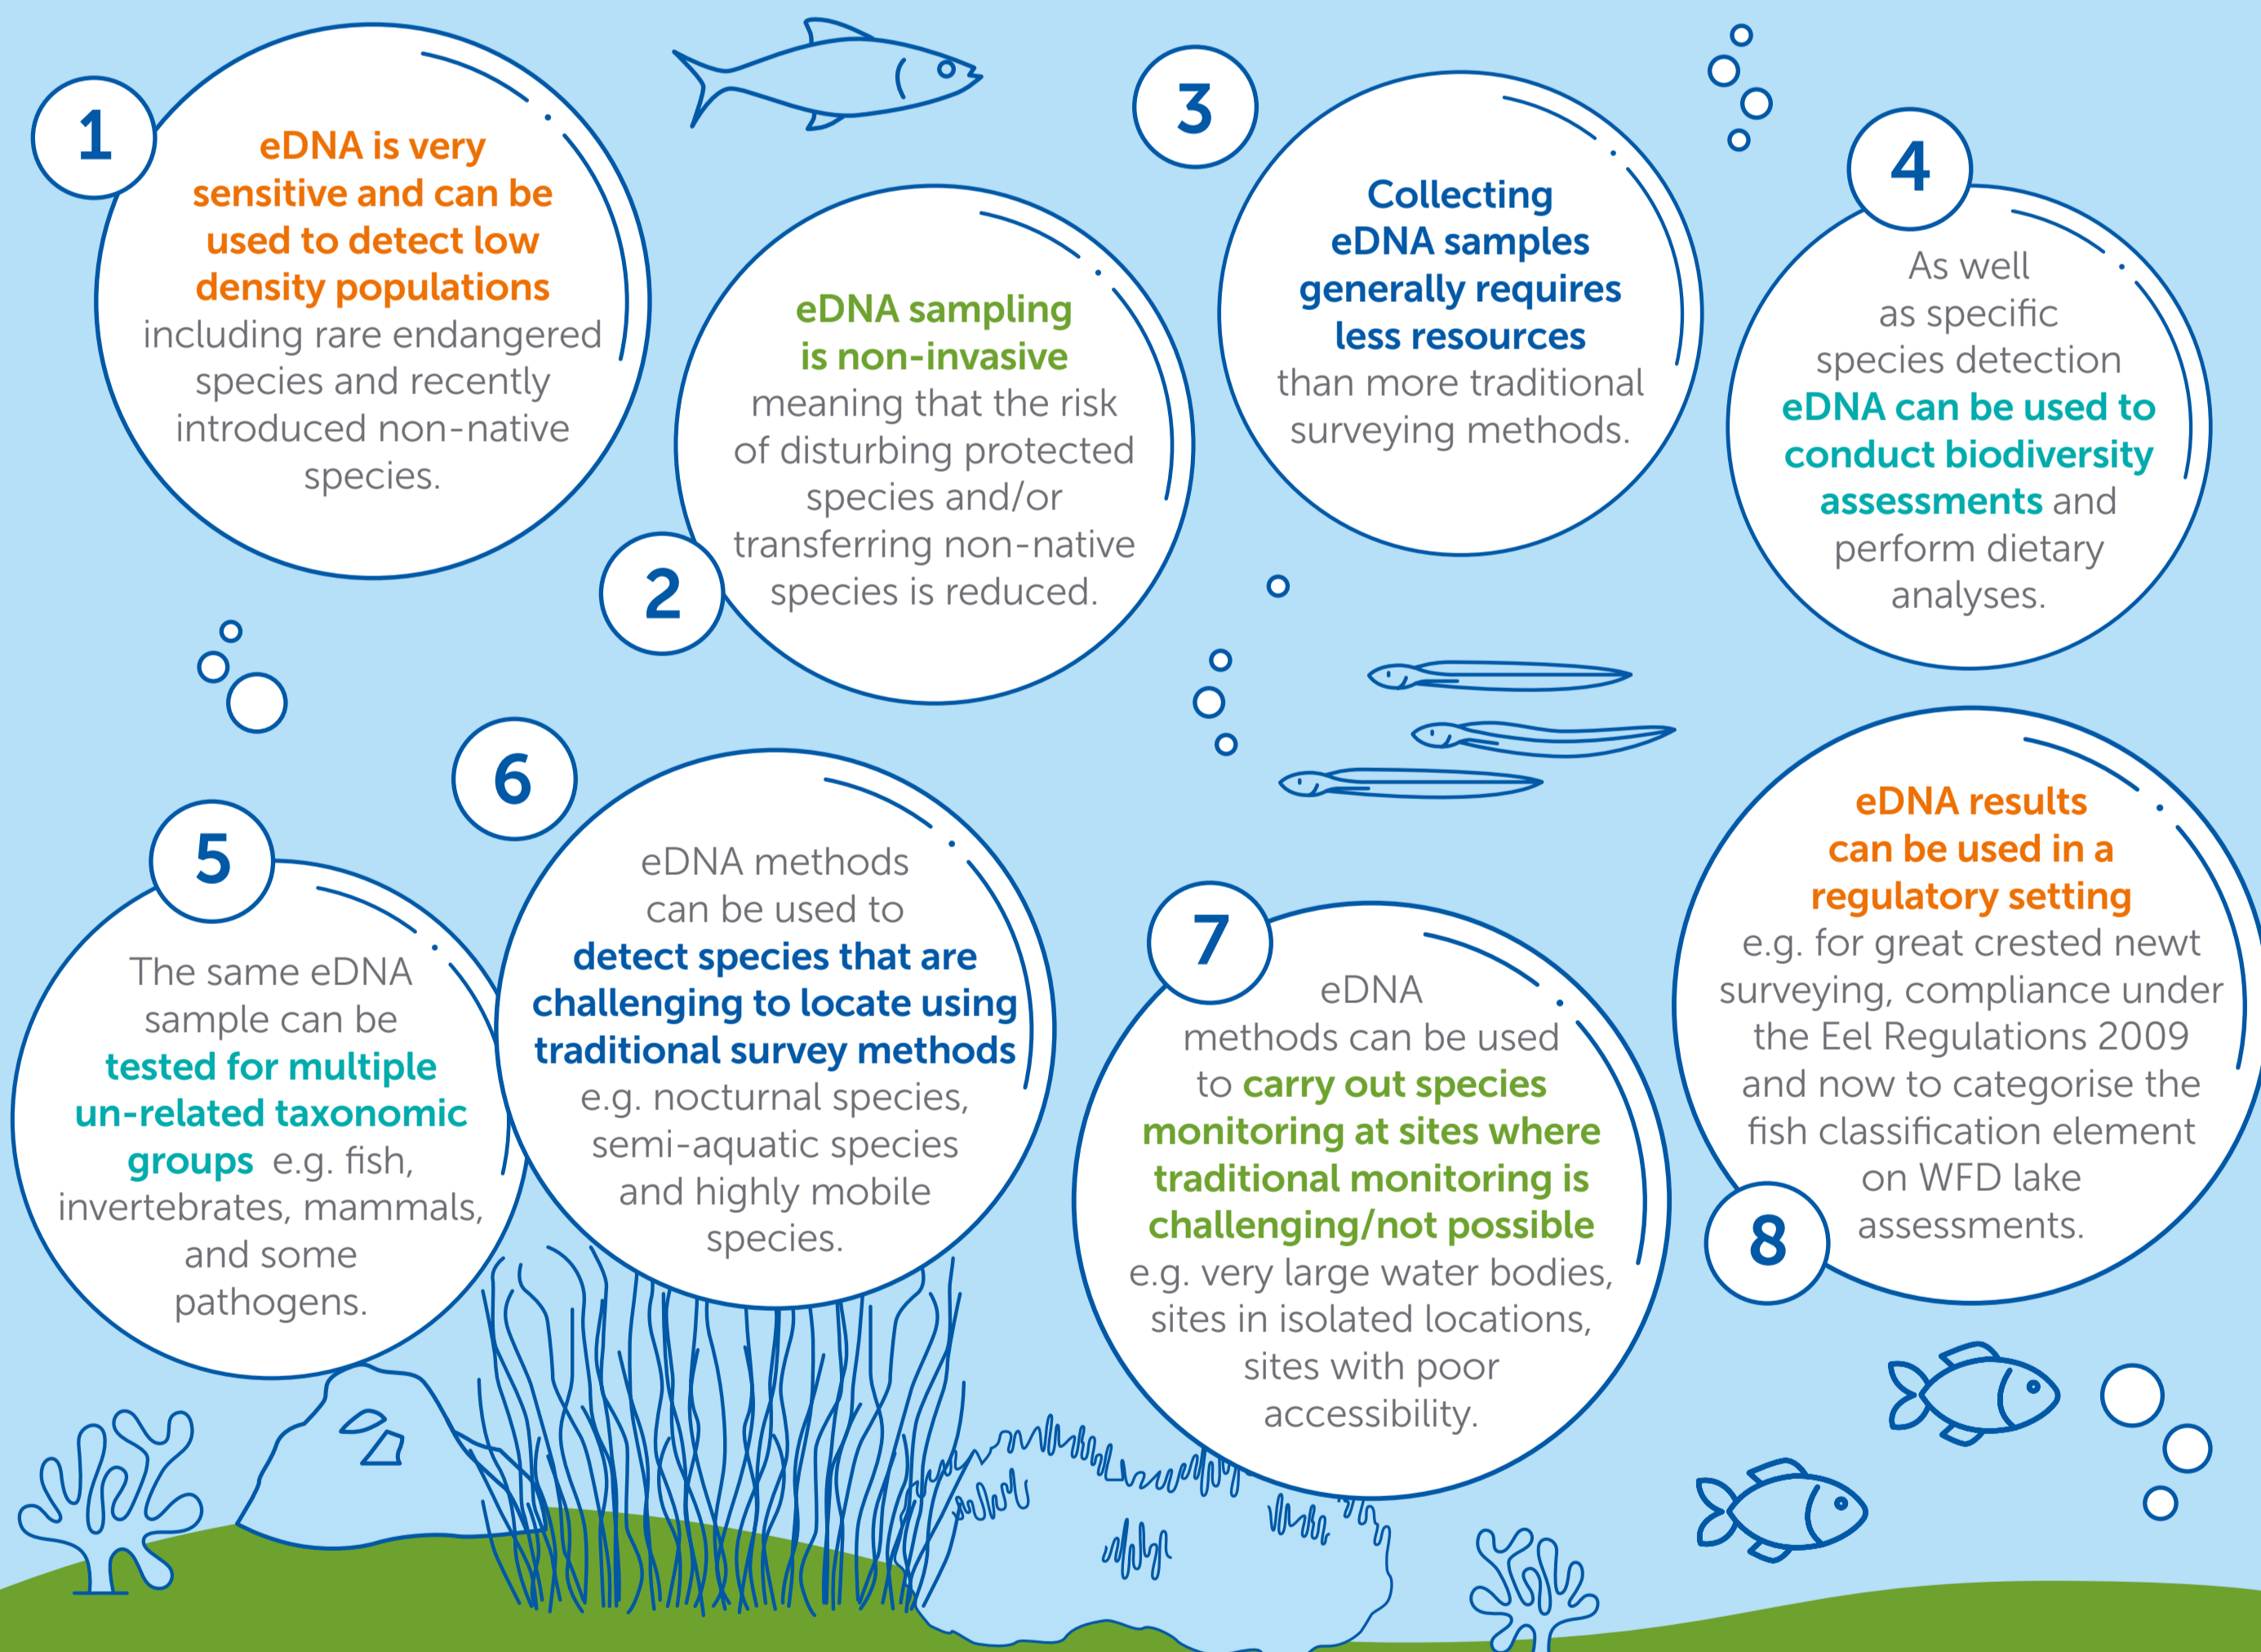 1
eDNA is very
sensitive and can be
used to detect low
density populations
including rare endangered
species and recently
introduced non-native
species.
2
eDNA sampling
is non-invasive
meaning that the risk
of disturbing protected
species and/or
transferring non-native
species is reduced.
3
Collecting
eDNA samples
generally requires
less resources
than more traditional
surveying methods.
4
As well
as specific
species detection
eDNA can be used to
conduct biodiversity
assessments and
perform dietary
analyses.
5
The same eDNA
sample can be
tested for multiple
un-related taxonomic
groups e.g. fish,
invertebrates, mammals,
and some
pathogens.
6
eDNA methods
can be used to
detect species that are
challenging to locate using
traditional survey methods
e.g. nocturnal species,
semi-aquatic species
and highly mobile
species.
7
eDNA
methods can be used
to carry out species
monitoring at sites where
traditional monitoring is
challenging/not possible
e.g. very large water bodies,
sites in isolated locations,
sites with poor
accessibility.
8
eDNA results
can be used in a
regulatory setting
e.g. for great crested newt
surveying, compliance under
the Eel Regulations 2009
and now to categorise the
fish classification element
on WFD lake
assessments.